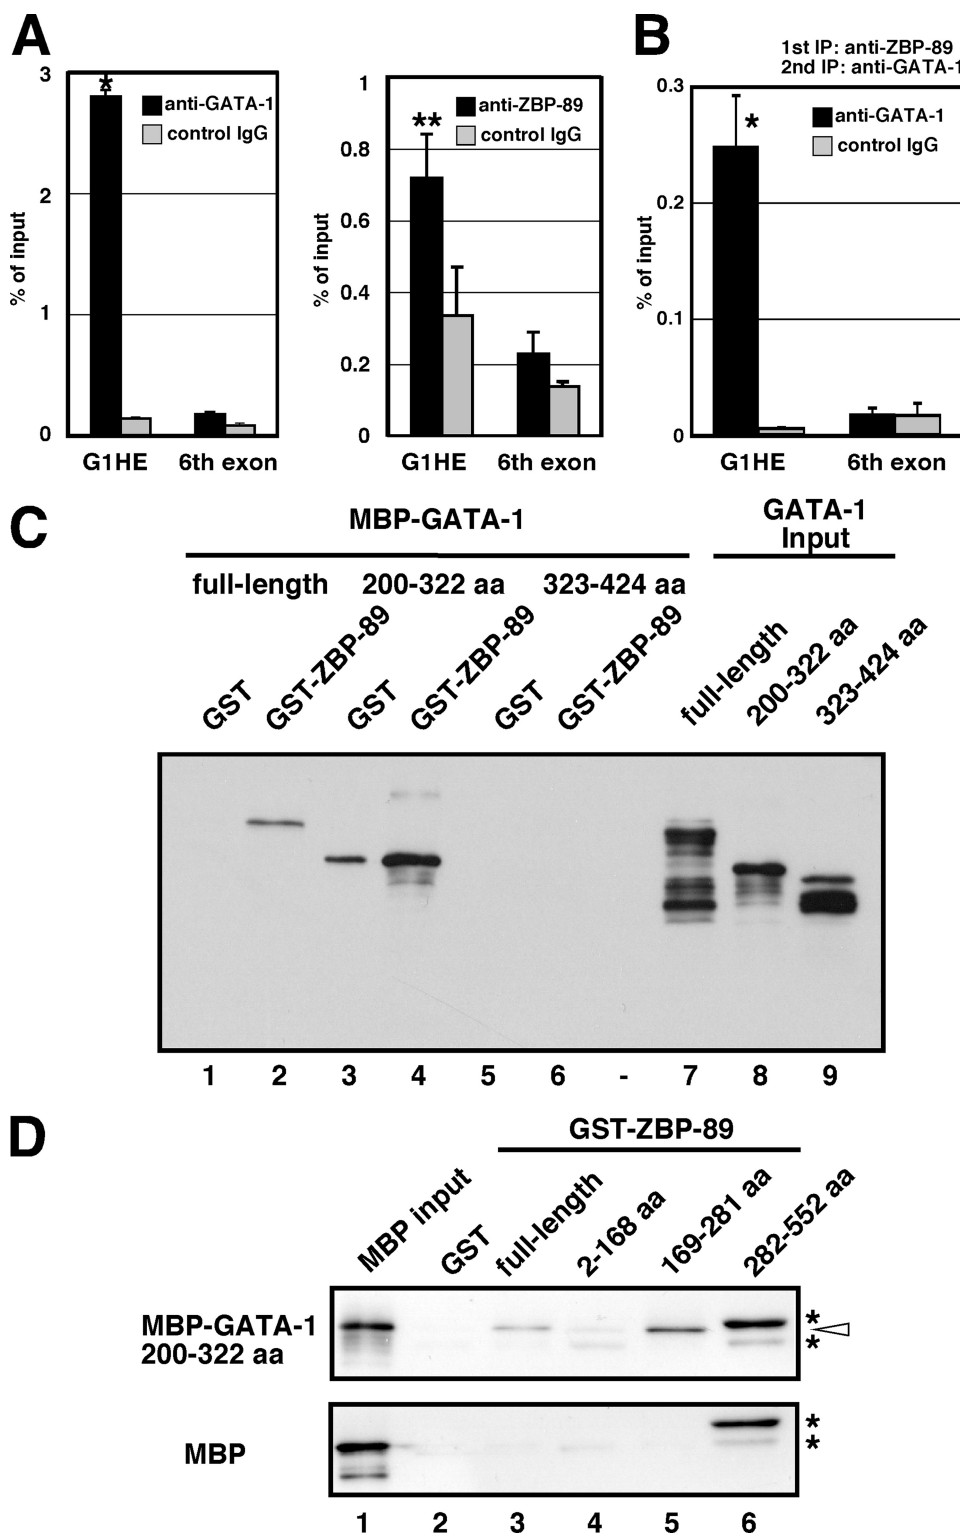 A
3
2
1
0
% of input
*
anti-GATA-1
control IgG
G1HE 6th exon
1
0.8
0.6
0.4
0.2
0
% of input
**
anti-ZBP-89
control IgG
G1HE 6th exon
B
1st IP: anti-ZBP-89
2nd IP: anti-GATA-1
0.3
0.2
0.1
0
% of input
*
anti-GATA-1
control IgG
G1HE 6th exon
C
MBP-GATA-1
GATA-1
Input
full-length 200-322 aa 323-424 aa
GST GST-ZBP-89 GST GST-ZBP-89 GST GST-ZBP-89 full-length 200-322 aa 323-424 aa
1 2 3 4 5 6 - 7 8 9
D
GST-ZBP-89
MBP input GST full-length 2-168 aa 169-281 aa 282-552 aa
MBP-GATA-1
200-322 aa
*
*
MBP
*
*
1 2 3 4 5 6